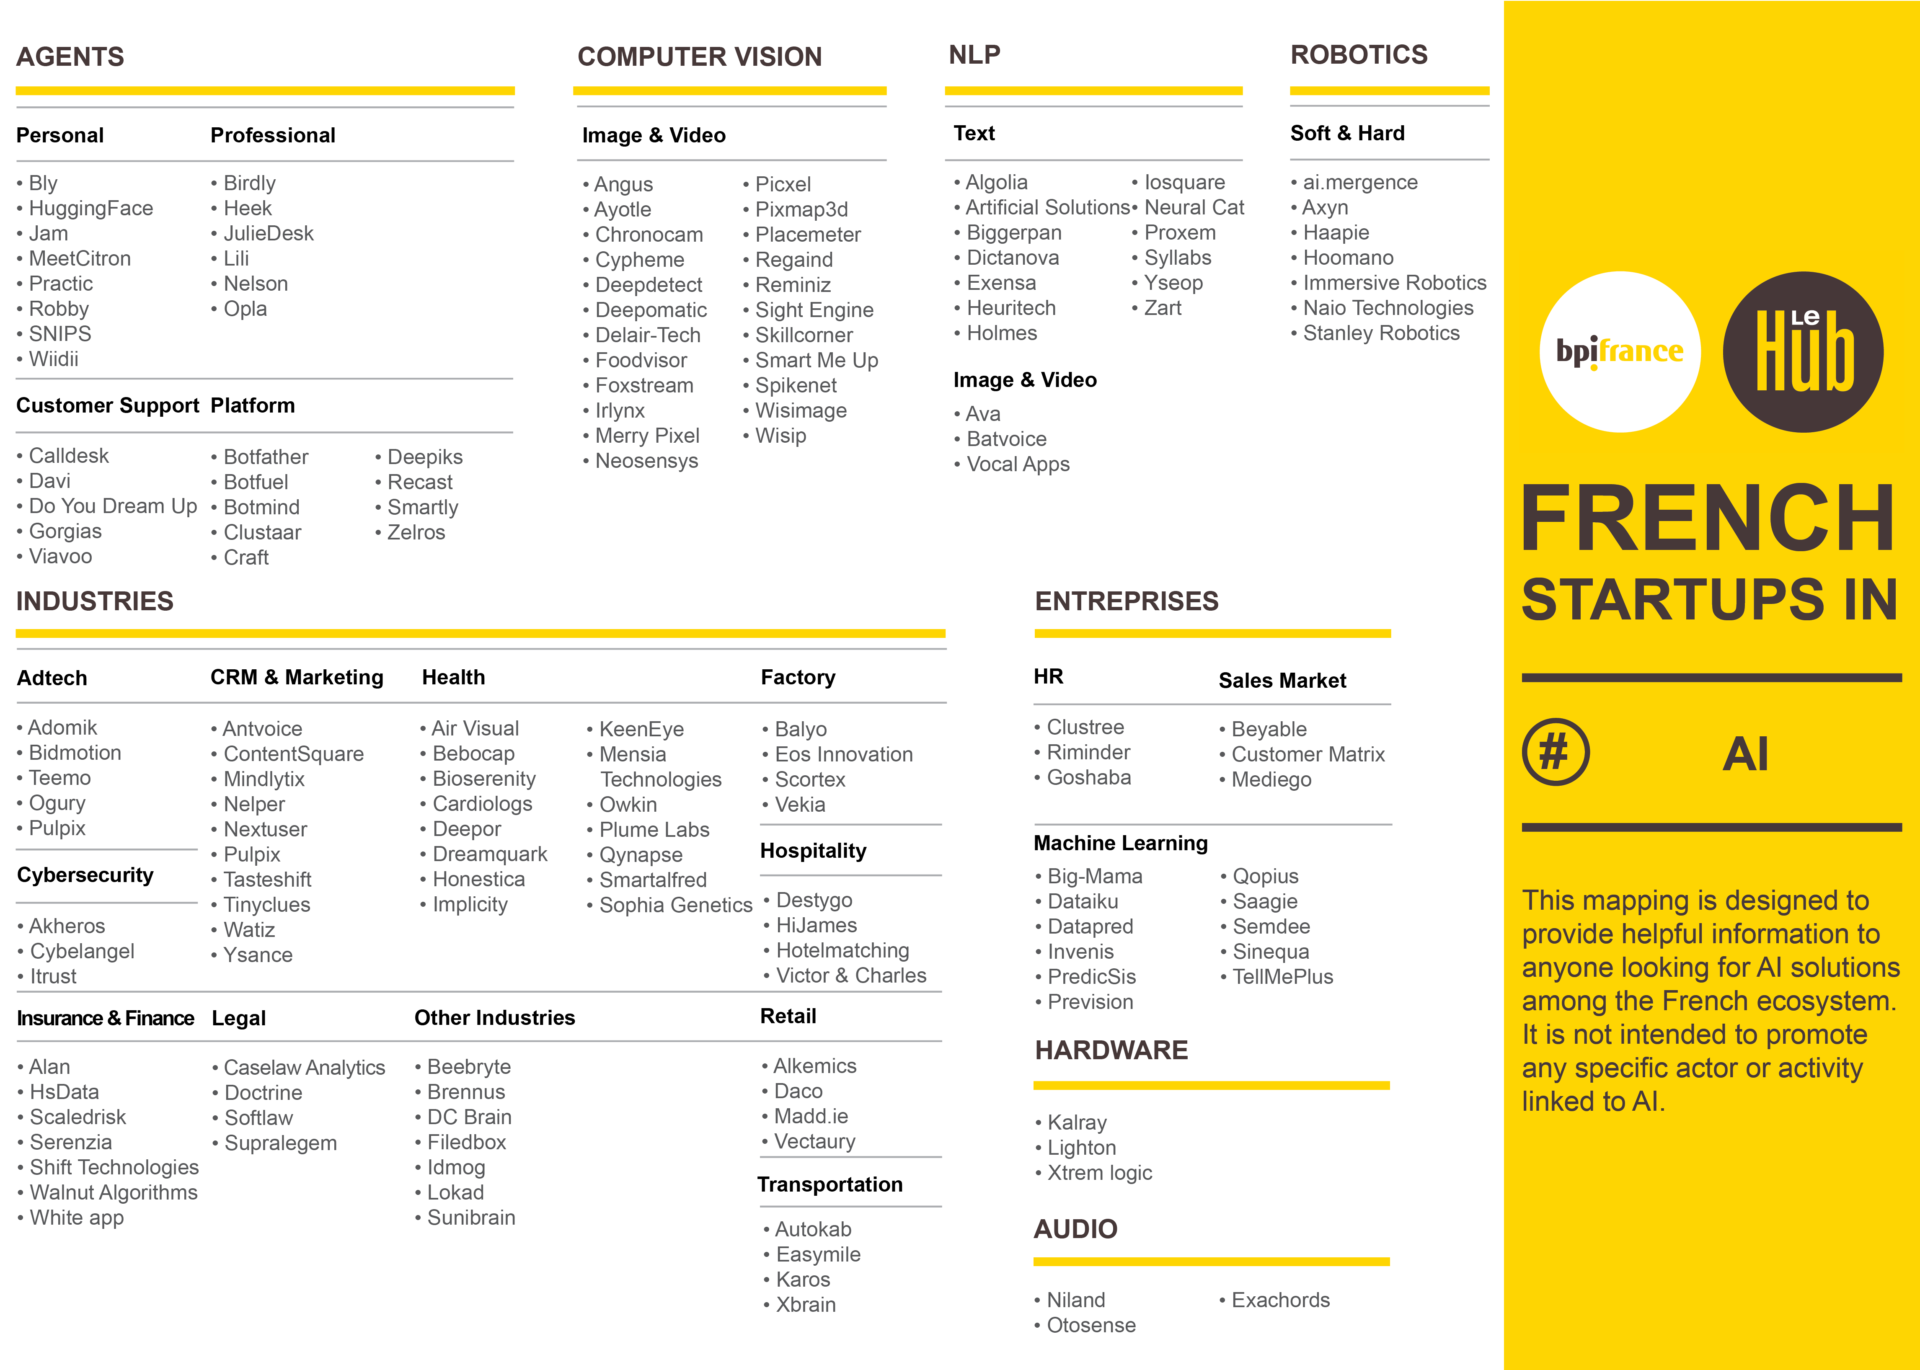 AGENTS
Personal
• Bly
• HuggingFace
• Jam
• MeetCitron
• Practic
• Robby
• SNIPS
• Wiidii
Professional
• Birdly
• Heek
• JulieDesk
• Lili
• Nelson
• Opla
Customer Support
• Calldesk
• Davi
• Do You Dream Up
• Gorgias
• Viavoo
Platform
• Botfather
• Botfuel
• Botmind
• Clustaar
• Craft
• Deepiks
• Recast
• Smartly
• Zelros
COMPUTER VISION
Image & Video
• Angus
• Ayotle
• Chronocam
• Cypheme
• Deepdetect
• Deepomatic
• Delair-Tech
• Foodvisor
• Foxstream
• Irlynx
• Merry Pixel
• Neosensys
• Picxel
• Pixmap3d
• Placemeter
• Regaind
• Reminiz
• Sight Engine
• Skillcorner
• Smart Me Up
• Spikenet
• Wisimage
• Wisip
NLP
Text
• Algolia
• Artificial Solutions
• Biggerpan
• Dictanova
• Exensa
• Heuritech
• Holmes
• Iosquare
• Neural Cat
• Proxem
• Syllabs
• Yseop
• Zart
Image & Video
• Ava
• Batvoice
• Vocal Apps
ROBOTICS
Soft & Hard
• ai.mergence
• Axyn
• Haapie
• Hoomano
• Immersive Robotics
• Naio Technologies
• Stanley Robotics
INDUSTRIES
Adtech
• Adomik
• Bidmotion
• Teemo
• Ogury
• Pulpix
Cybersecurity
• Akheros
• Cybelangel
• Itrust
CRM & Marketing
• Antvoice
• ContentSquare
• Mindlytix
• Nelper
• Nextuser
• Pulpix
• Tasteshift
• Tinyclues
• Watiz
• Ysance
Health
• Air Visual
• Bebocap
• Bioserenity
• Cardiologs
• Deepor
• Dreamquark
• Honestica
• Implicity
• KeenEye
• Mensia
Technologies
• Owkin
• Plume Labs
• Qynapse
• Smartalfred
• Sophia Genetics
Factory
• Balyo
• Eos Innovation
• Scortex
• Vekia
Hospitality
• Destygo
• HiJames
• Hotelmatching
• Victor & Charles
Insurance & Finance
• Alan
• HsData
• Scaledrisk
• Serenzia
• Shift Technologies
• Walnut Algorithms
• White app
Legal
• Caselaw Analytics
• Doctrine
• Softlaw
• Supralegem
Other Industries
• Beebryte
• Brennus
• DC Brain
• Filedbox
• Idmog
• Lokad
• Sunibrain
Retail
• Alkemics
• Daco
• Madd.ie
• Vectaury
Transportation
• Autokab
• Easymile
• Karos
• Xbrain
ENTREPRISES
HR
• Clustree
• Riminder
• Goshaba
Sales Market
• Beyable
• Customer Matrix
• Mediego
Machine Learning
• Big-Mama
• Dataiku
• Datapred
• Invenis
• PredicSis
• Prevision
• Qopius
• Saagie
• Semdee
• Sinequa
• TellMePlus
HARDWARE
• Kalray
• Lighton
• Xtrem logic
AUDIO
• Niland
• Otosense
• Exachords
bpifrance
Le
Hub
FRENCH
STARTUPS IN
# AI
This mapping is designed to
provide helpful information to
anyone looking for AI solutions
among the French ecosystem.
It is not intended to promote
any specific actor or activity
linked to AI.